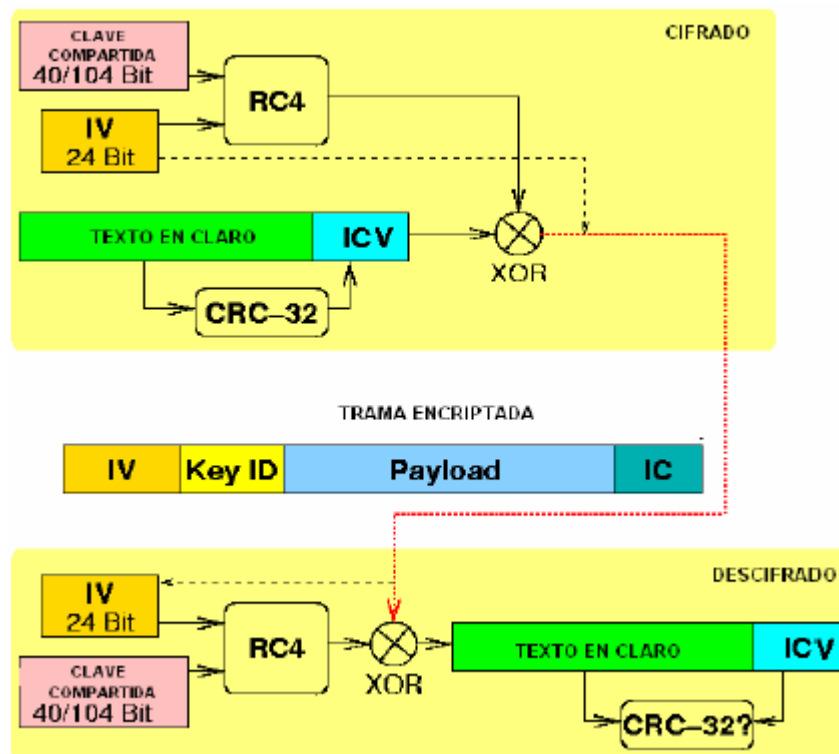 CIFRADO
CLAVE
COMPARTIDA
40/104 Bit
RC4
IV
24 Bit
TEXTO EN CLARO
ICV
XOR
CRC-32
TRAMA ENCRIPTADA
IV
Key ID
Payload
IC
DESCIFRADO
IV
24 Bit
RC4
XOR
TEXTO EN CLARO
ICV
CLAVE
COMPARTIDA
40/104 Bit
CRC-32?